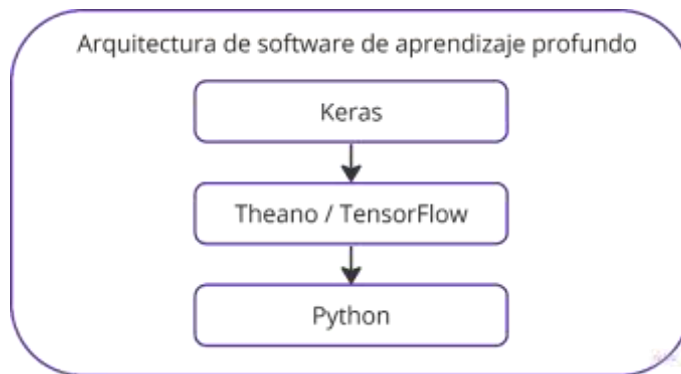 Arquitectura de software de aprendizaje profundo
Keras
Theano / TensorFlow
Python